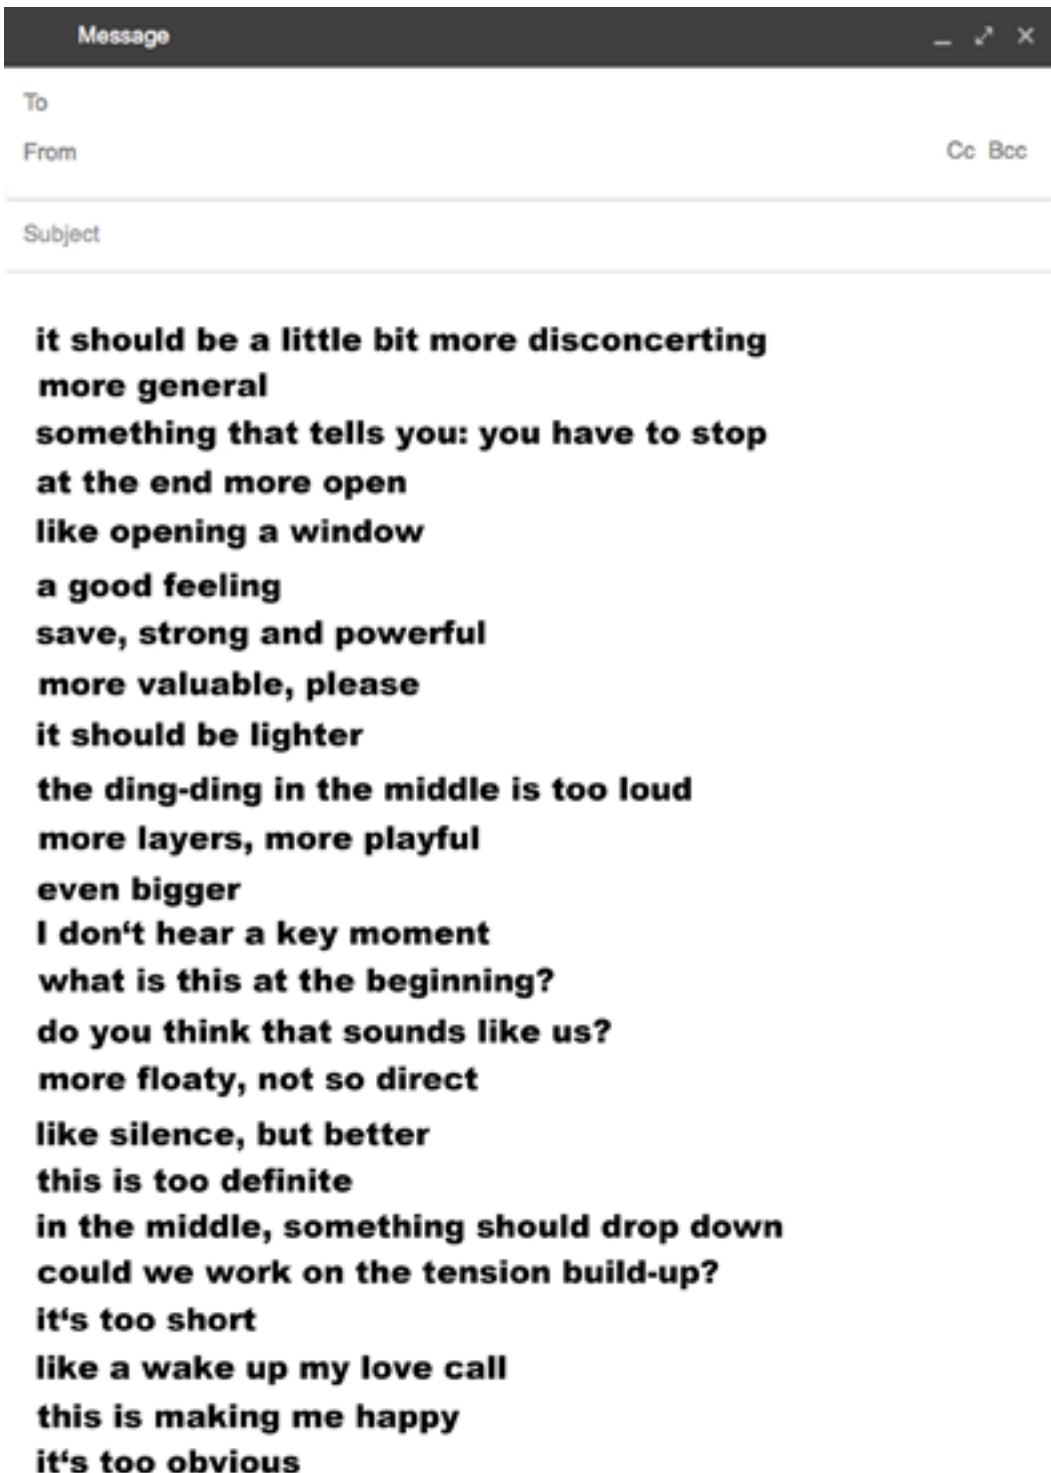 Message
To
From
Cc Bcc
Subject
it should be a little bit more disconcerting
more general
something that tells you: you have to stop
at the end more open
like opening a window
a good feeling
save, strong and powerful
more valuable, please
it should be lighter
the ding-ding in the middle is too loud
more layers, more playful
even bigger
I don‘t hear a key moment
what is this at the beginning?
do you think that sounds like us?
more floaty, not so direct
like silence, but better
this is too definite
in the middle, something should drop down
could we work on the tension build-up?
it‘s too short
like a wake up my love call
this is making me happy
it‘s too obvious